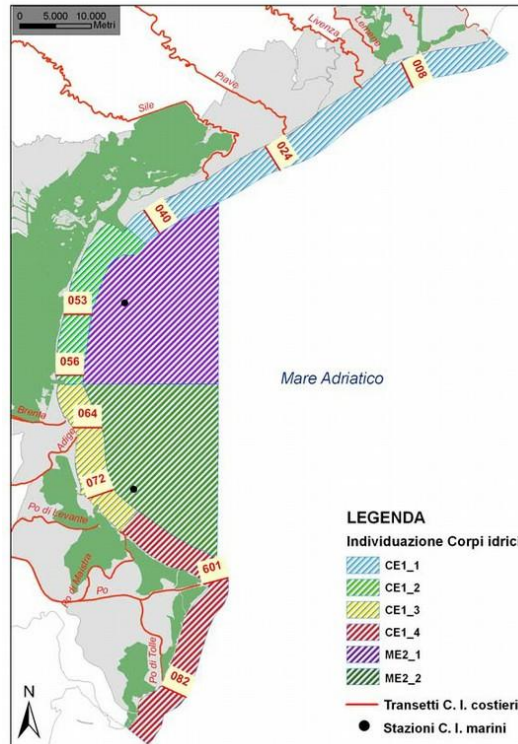 0 5.000 10.000
Metri
Livenza
Lemene
008
Piave
Sile
024
040
053
056
Mare Adriatico
Brenta
064
Adige
072
Po di Levante
Po di Maistra
601
Po
Po di Tolle
082
N
LEGENDA
Individuazione Corpi idrici
CE1_1
CE1_2
CE1_3
CE1_4
ME2_1
ME2_2
Transetti C. I. costieri
Stazioni C. I. marini